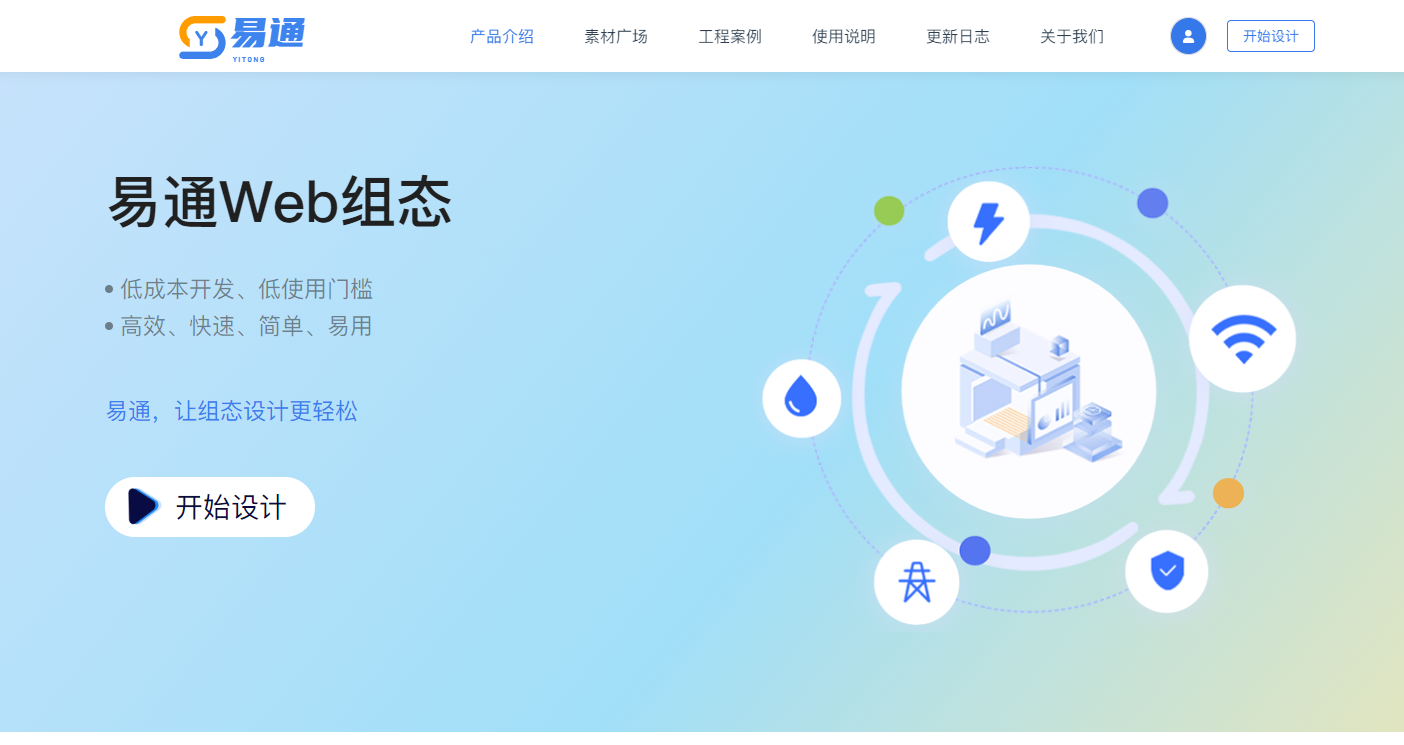 Y 易通
YITONG
产品介绍 素材广场 工程案例 使用说明 更新日志 关于我们 开始设计
易通Web组态
低成本开发、低使用门槛
高效、快速、简单、易用
易通，让组态设计更轻松
开始设计